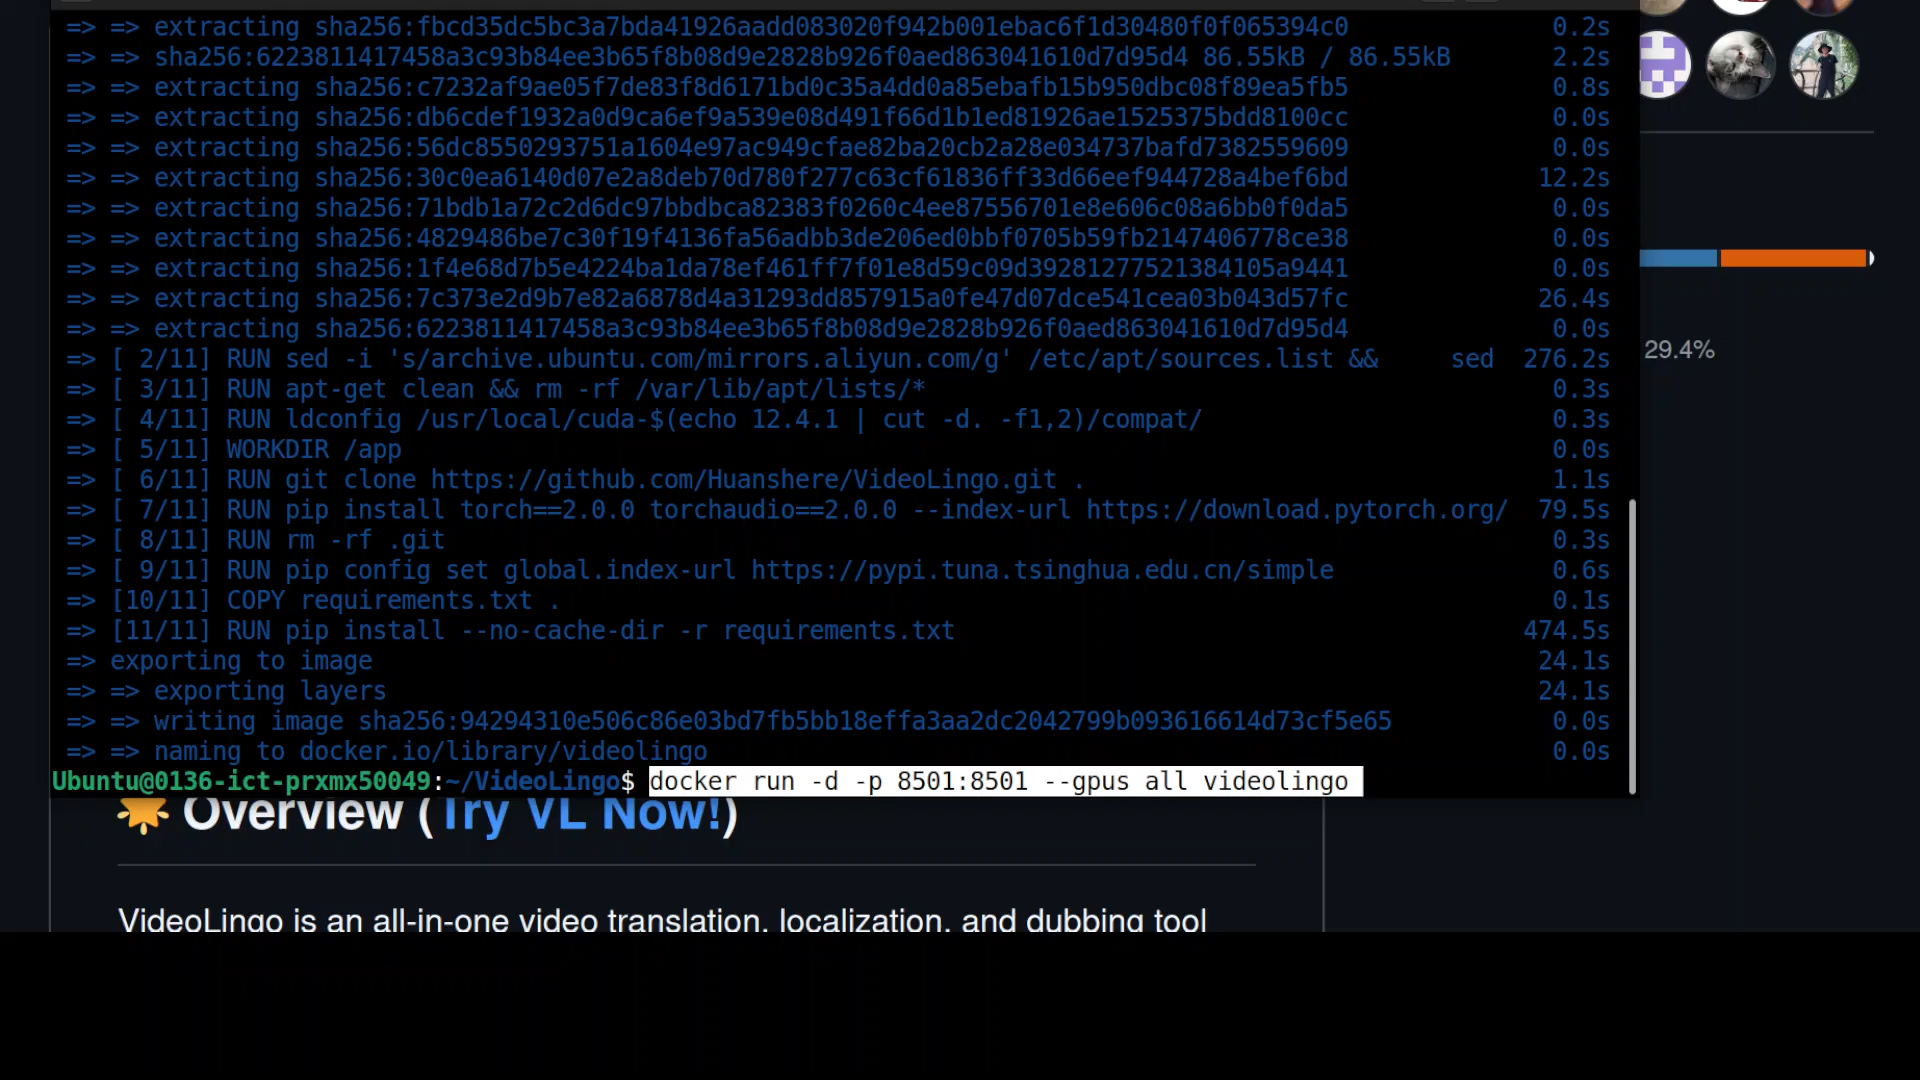 => => extracting sha256:fbcd35dc5bc3a7bda41926aadd083020f942b001ebac6f1d30480f0f065394c0 0.2s
=> => sha256:6223811417458a3c93b84ee3b65f8b08d9e2828b926f0aed863041610d7d95d4 86.55kB / 86.55kB 2.2s
=> => extracting sha256:c7232af9ae05f7de83f8d6171bd0c35a4dd0a85ebafb15b950dbc08f89ea5fb5 0.8s
=> => extracting sha256:db6cdef1932a0d9ca6ef9a539e08d491f66d1b1ed81926ae1525375bdd8100cc 0.0s
=> => extracting sha256:56dc8550293751a1604e97ac949cfae82ba20cb2a28e034737bafd7382559609 0.0s
=> => extracting sha256:30c0ea6140d07e2a8deb70d780f277c63cf61836ff33d66eef944728a4bef6bd 12.2s
=> => extracting sha256:71bdb1a72c2d6dc97bbdbca82383f0260c4ee87556701e8e606c08a6bb0f0da5 0.0s
=> => extracting sha256:4829486be7c30f19f4136fa56adbb3de206ed0bbf0705b59fb2147406778ce38 0.0s
=> => extracting sha256:1f4e68d7b5e4224ba1da78ef461ff7f01e8d59c09d39281277521384105a9441 0.0s
=> => extracting sha256:7c373e2d9b7e82a6878d4a31293dd857915a0fe47d07dce541cea03b043d57fc 26.4s
=> => extracting sha256:6223811417458a3c93b84ee3b65f8b08d9e2828b926f0aed863041610d7d95d4 0.0s
=> [ 2/11] RUN sed -i 's/archive.ubuntu.com/mirrors.aliyun.com/g' /etc/apt/sources.list &&     sed 276.2s
29.4%
=> [ 3/11] RUN apt-get clean && rm -rf /var/lib/apt/lists/* 0.3s
=> [ 4/11] RUN ldconfig /usr/local/cuda-$(echo 12.4.1 | cut -d. -f1,2)/compat/ 0.3s
=> [ 5/11] WORKDIR /app 0.0s
=> [ 6/11] RUN git clone https://github.com/Huanshere/VideoLingo.git . 1.1s
=> [ 7/11] RUN pip install torch==2.0.0 torchaudio==2.0.0 --index-url https://download.pytorch.org/ 79.5s
=> [ 8/11] RUN rm -rf .git 0.3s
=> [ 9/11] RUN pip config set global.index-url https://pypi.tuna.tsinghua.edu.cn/simple 0.6s
=> [10/11] COPY requirements.txt . 0.1s
=> [11/11] RUN pip install --no-cache-dir -r requirements.txt 474.5s
=> exporting to image 24.1s
=> => exporting layers 24.1s
=> => writing image sha256:94294310e506c86e03bd7fb5bb18effa3aa2dc2042799b093616614d73cf5e65 0.0s
=> => naming to docker.io/library/videolingo 0.0s
Ubuntu@0136-ict-prxmx50049:~/VideoLingo$ docker run -d -p 8501:8501 --gpus all videolingo
Overview (Try VL Now!)
VideoLingo is an all-in-one video translation, localization, and dubbing tool